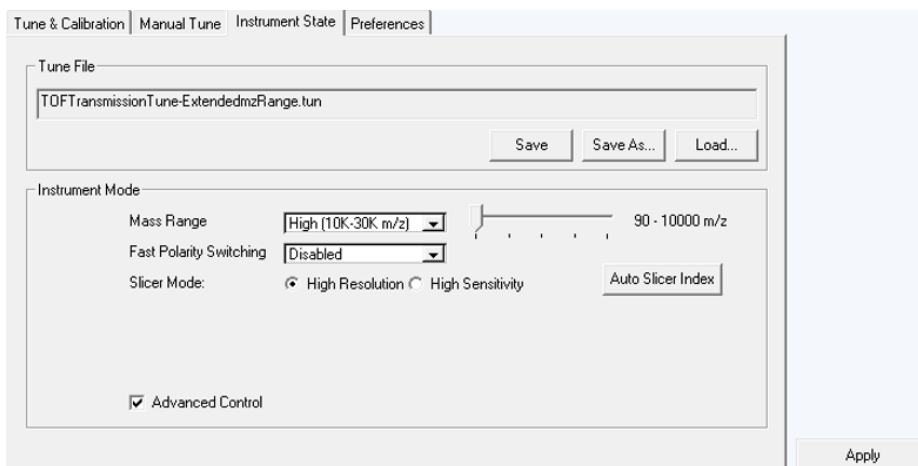 Tune & Calibration Manual Tune Instrument State Preferences
Tune File
TOFTransmissionTune-ExtendedmzRange.tun
Save Save As... Load...
Instrument Mode
Mass Range High (10K-30K m/z) 90 - 10000 m/z
Fast Polarity Switching Disabled
Slicer Mode: High Resolution High Sensitivity Auto Slicer Index
Advanced Control
Apply